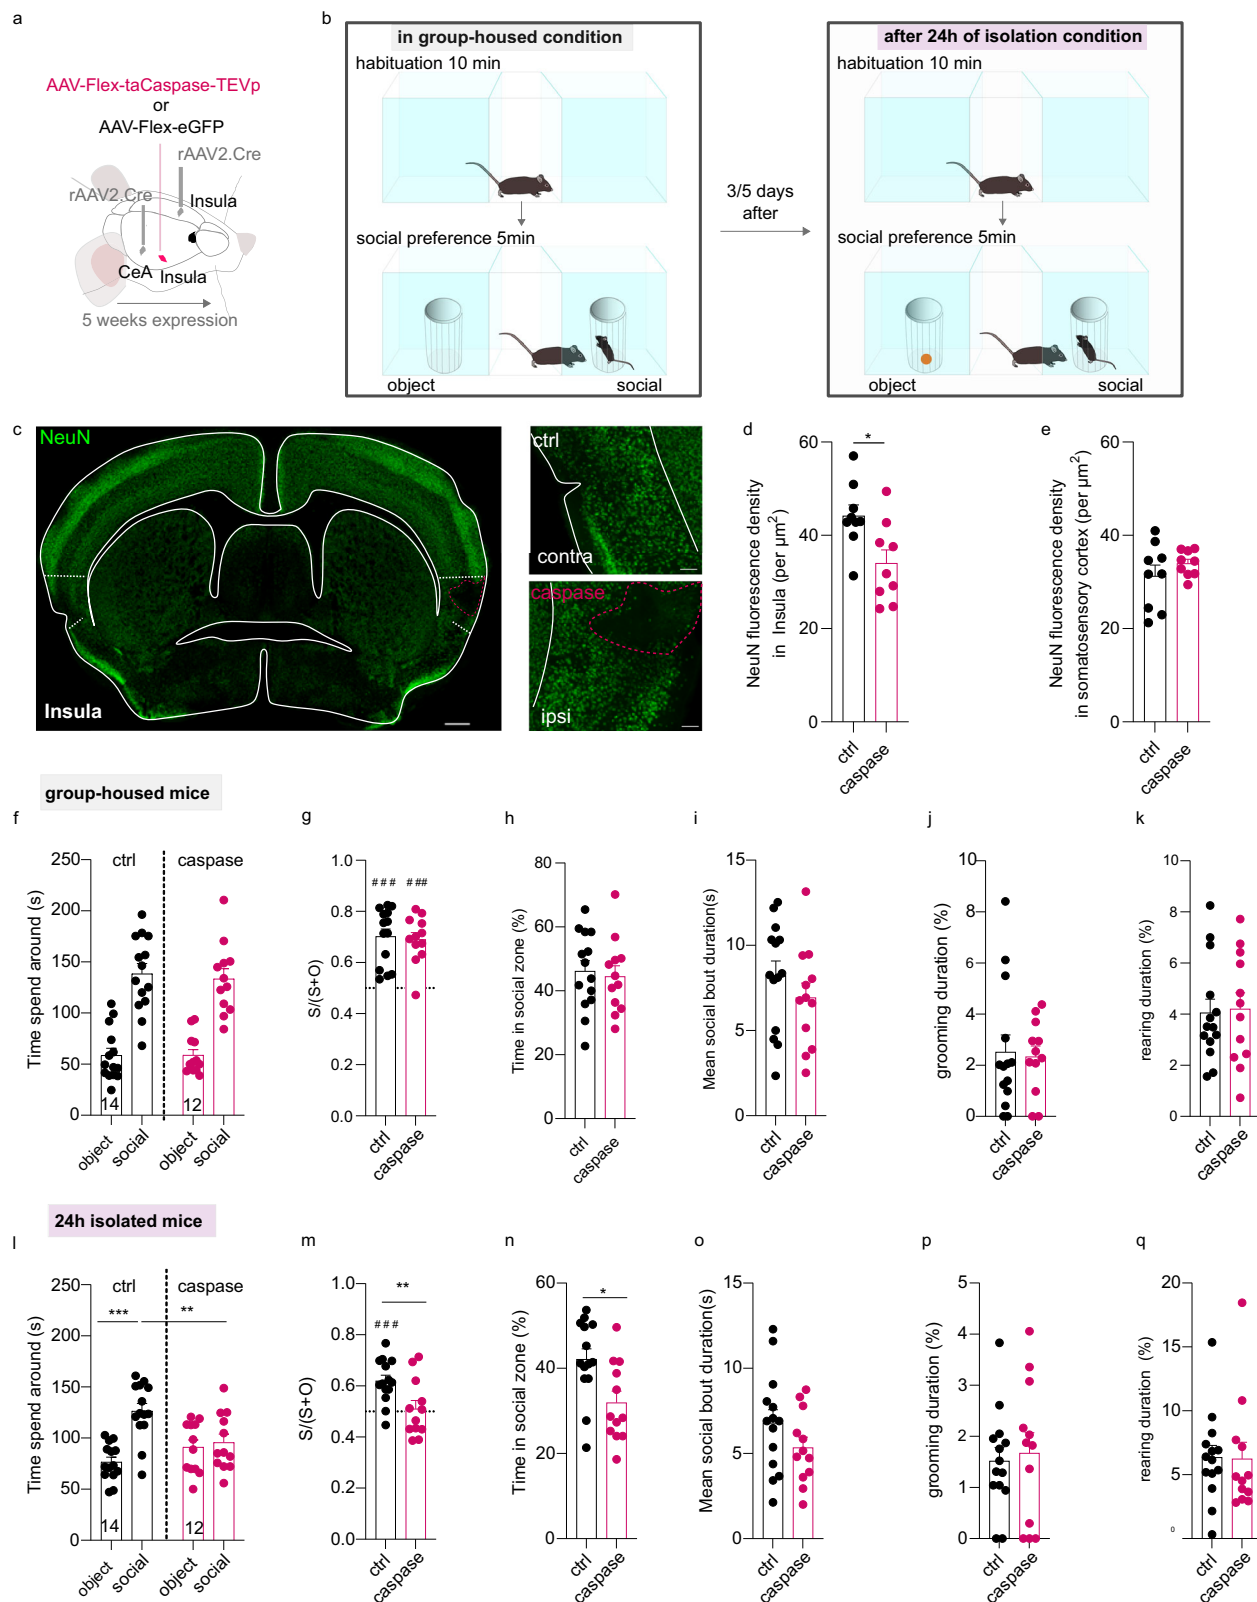 a
AAV-Flex-taCaspase-TEVp
or
AAV-Flex-eGFP
rAAV2.Cre
rAAV2.Cre
Insula
CeA
Insula
5 weeks expression
b
in group-housed condition
habituation 10 min
social preference 5min
object
social
3/5 days
after
after 24h of isolation condition
habituation 10 min
social preference 5min
object
social
c
NeuN
Insula
ctrl
contra
caspase
ipsi
d
NeuN fluorescence density
in Insula (per µm²)
60
40
20
0
*
ctrl
caspase
e
NeuN fluorescence density
in somatosensory cortex (per µm²)
60
40
20
0
ctrl
caspase
group-housed mice
f
Time spend around (s)
250
200
150
100
50
0
ctrl
caspase
14
12
object
social
object
social
g
S/(S+O)
1.0
0.8
0.6
0.4
0.2
0.0
###
###
ctrl
caspase
h
Time in social zone (%)
80
60
40
20
0
ctrl
caspase
i
Mean social bout duration(s)
15
10
5
0
ctrl
caspase
j
grooming duration (%)
10
8
6
4
2
0
ctrl
caspase
k
rearing duration (%)
10
8
6
4
2
0
ctrl
caspase
24h isolated mice
l
Time spend around (s)
250
200
150
100
50
0
ctrl
caspase
***
**
14
12
object
social
object
social
m
S/(S+O)
1.0
0.8
0.6
0.4
0.2
0.0
**
###
ctrl
caspase
n
Time in social zone (%)
60
40
20
0
*
ctrl
caspase
o
Mean social bout duration(s)
15
10
5
0
ctrl
caspase
p
grooming duration (%)
5
4
3
2
1
0
ctrl
caspase
q
rearing duration (%)
20
15
10
5
0
0
ctrl
caspase